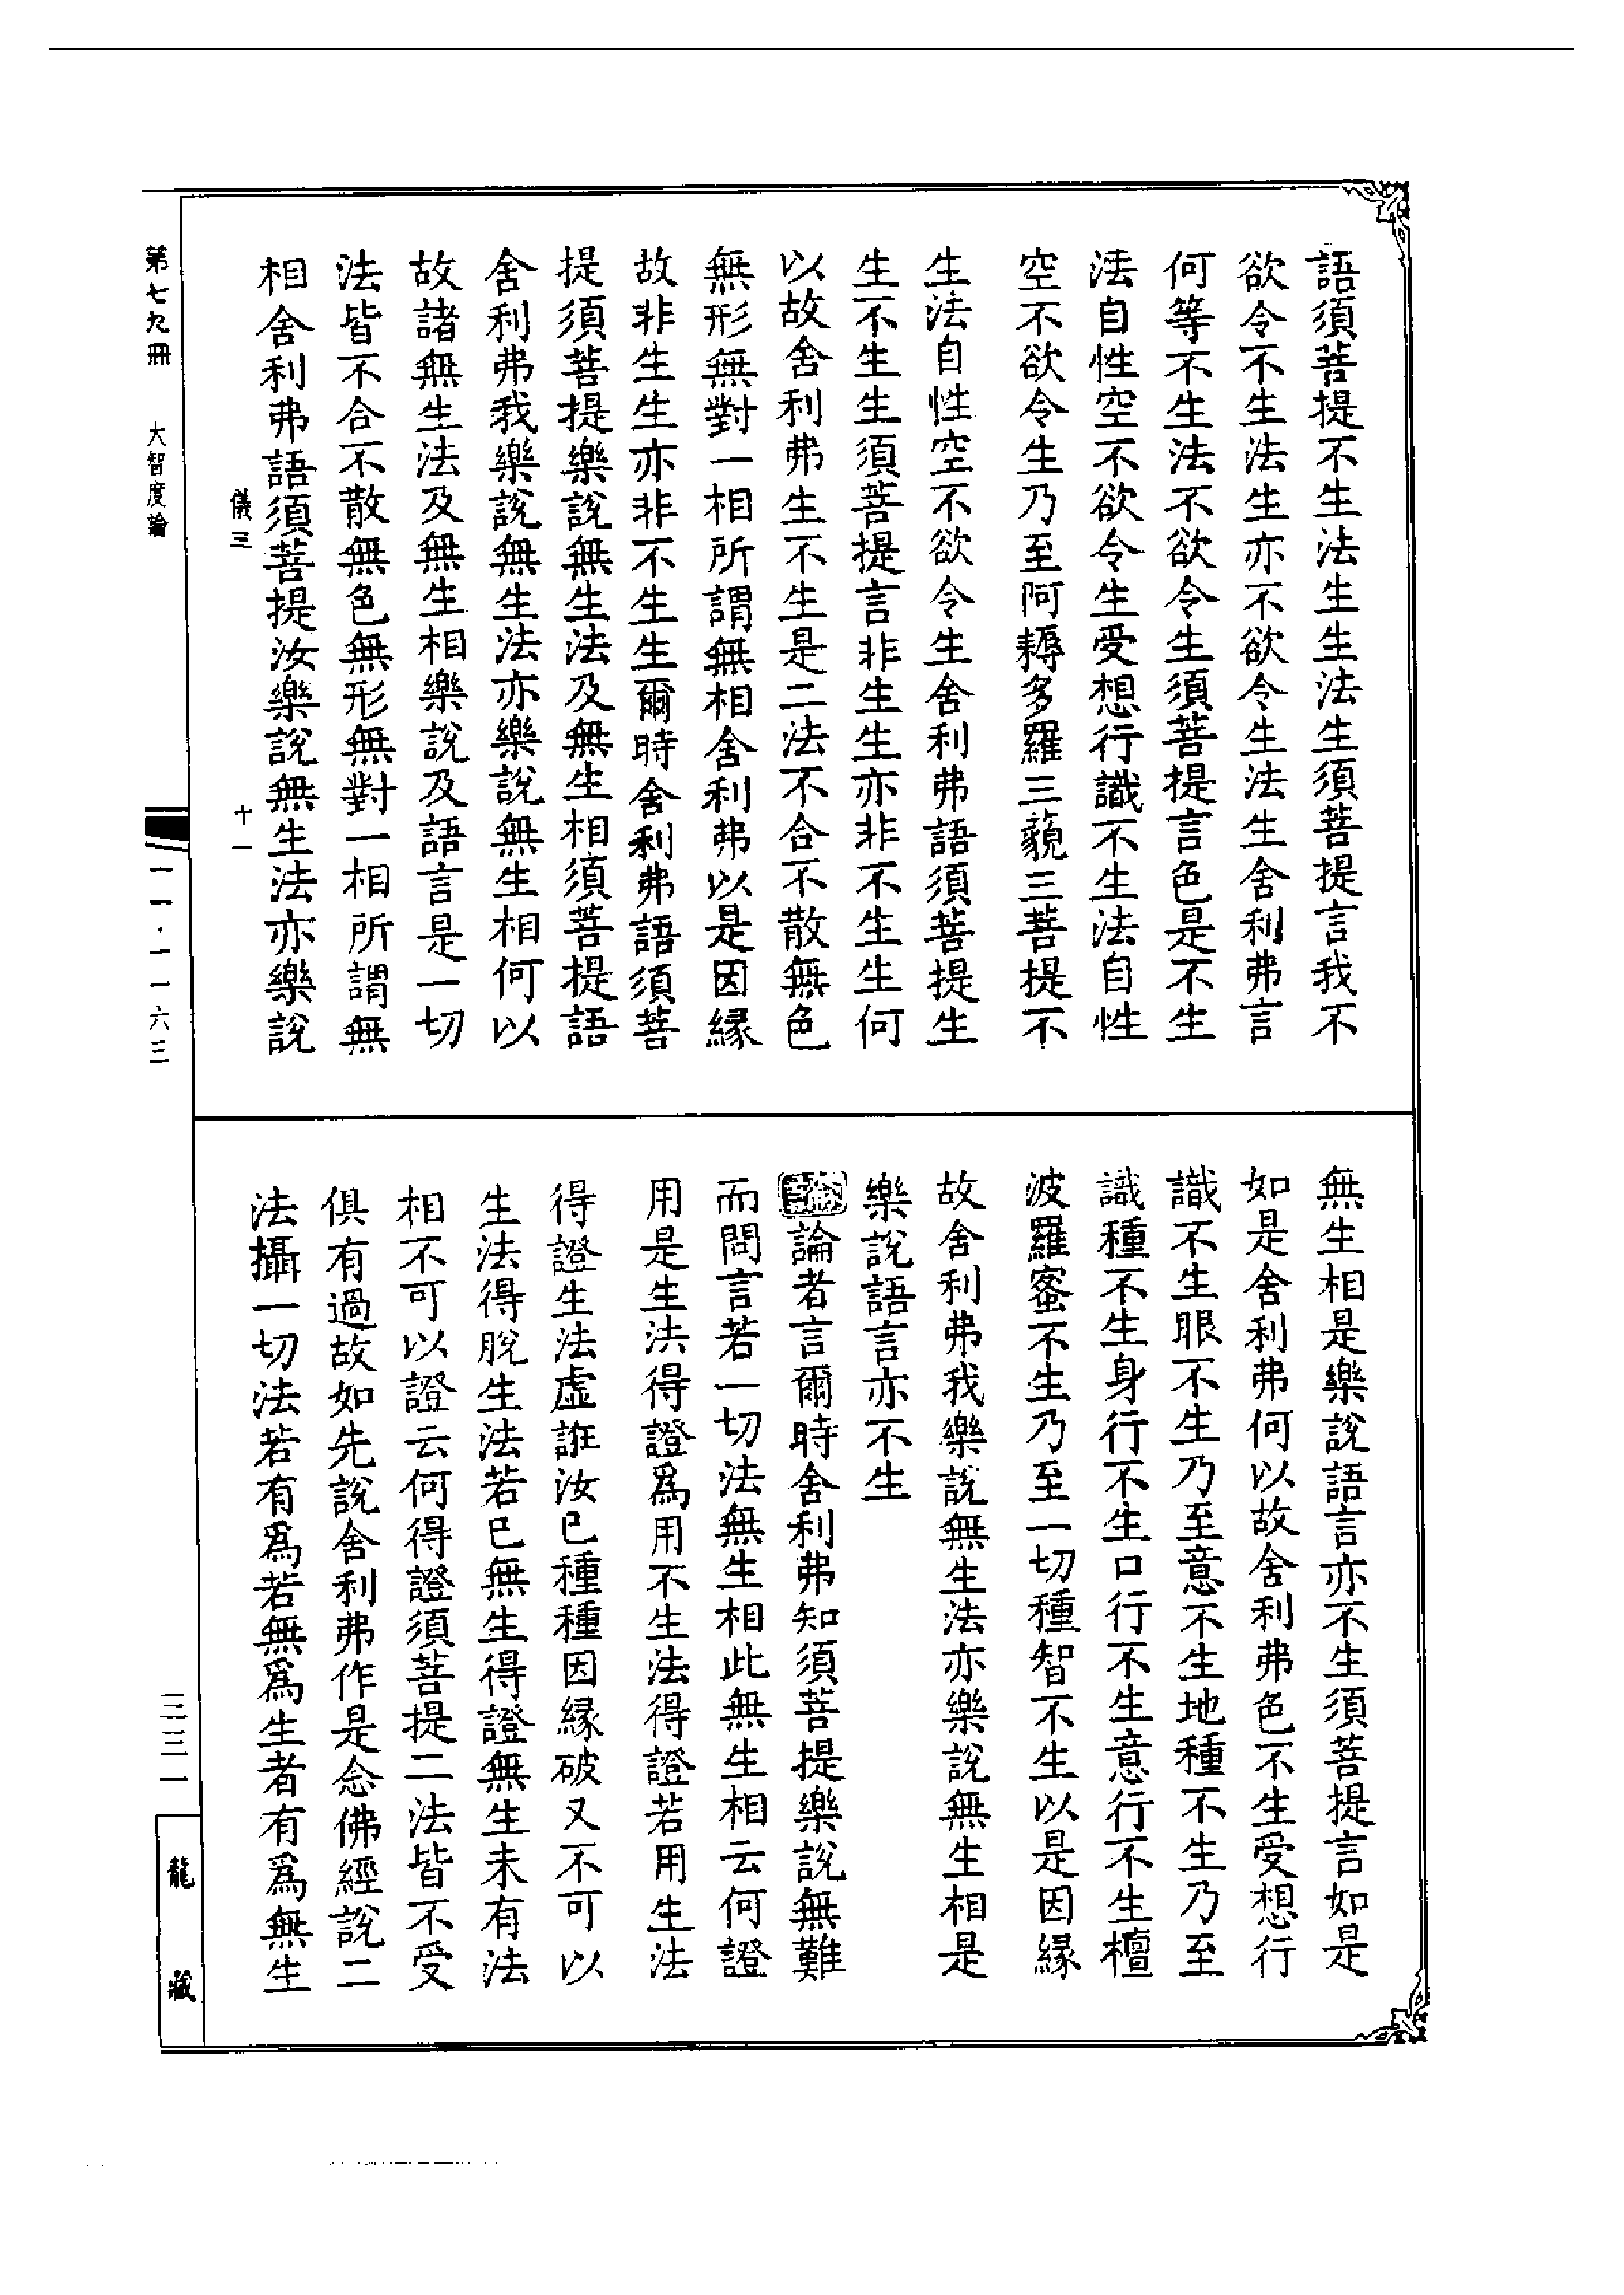 語須菩提不生法生生法生須菩提言我不
欲令不生法生亦不欲令生法生舍利弗言
何等不生法不欲令生須菩提言色是不生
法自性空不欲令生受想行識不生法自性
空不欲令生乃至阿耨多羅三藐三菩提不
生法自性空不欲令生舍利弗語須菩提生
生不生生須菩提言非生生亦非不生生何
以故舍利弗生不生是二法不合不散無色
無形無對一相所謂無相舍利弗以是因緣
故非生生亦非不生生爾時舍利弗語須菩
提須菩提樂說無生法及無生相須菩提語
舍利弗我樂說無生法亦樂說無生相何以
故諸無生法及無生相樂說及語言是一切
法皆不合不散無色無形無對一相所謂無
相舍利弗語須菩提汝樂說無生法亦樂說
無生相是樂說語言亦不生須菩提言如是
如是舍利弗何以故舍利弗色不生受想行
識不生眼不生乃至意不生地種不生乃至
識種不生身行不生口行不生意行不生檀
波羅蜜不生乃至一切種智不生以是因緣
故舍利弗我樂說無生法亦樂說無生相是
樂說語言亦不生
論論者言爾時舍利弗知須菩提樂說無難
而問言若一切法無生相此無生相云何證
用是生法得證爲用不生法得證若用生法
得證生法虛誑汝已種種因緣破又不可以
生法得脫生法若已無生得證無生未有法
相不可以證云何得證須菩提二法皆不受
俱有過故如先說舍利弗作是念佛經說二
法攝一切法若有爲若無爲生者有爲無生
儀三 十一
第七九冊 大智度論 一一·一一六三 三三一
龍藏